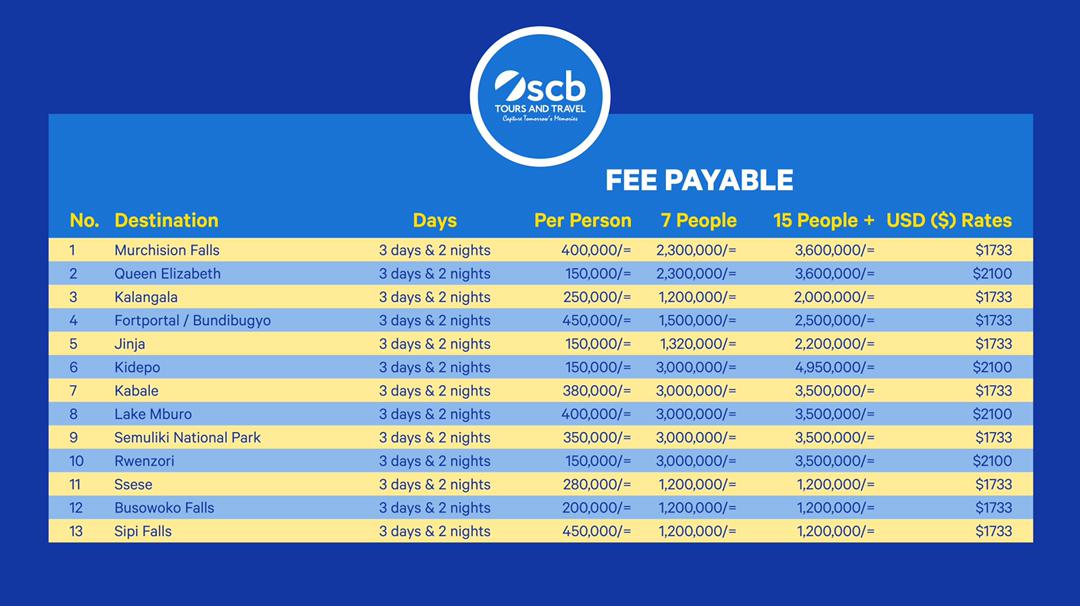 scb
TOURS AND TRAVEL
Capture Tomorrow's Memories
FEE PAYABLE
No. Destination Days Per Person 7 People 15 People + USD ($) Rates
1 Murchision Falls 3 days & 2 nights 400,000/= 2,300,000/= 3,600,000/= $1733
2 Queen Elizabeth 3 days & 2 nights 150,000/= 2,300,000/= 3,600,000/= $2100
3 Kalangala 3 days & 2 nights 250,000/= 1,200,000/= 2,000,000/= $1733
4 Fortportal / Bundibugyo 3 days & 2 nights 450,000/= 1,500,000/= 2,500,000/= $1733
5 Jinja 3 days & 2 nights 150,000/= 1,320,000/= 2,200,000/= $1733
6 Kidepo 3 days & 2 nights 150,000/= 3,000,000/= 4,950,000/= $2100
7 Kabale 3 days & 2 nights 380,000/= 3,000,000/= 3,500,000/= $1733
8 Lake Mburo 3 days & 2 nights 400,000/= 3,000,000/= 3,500,000/= $2100
9 Semuliki National Park 3 days & 2 nights 350,000/= 3,000,000/= 3,500,000/= $1733
10 Rwenzori 3 days & 2 nights 150,000/= 3,000,000/= 3,500,000/= $2100
11 Ssese 3 days & 2 nights 280,000/= 1,200,000/= 1,200,000/= $1733
12 Busowoko Falls 3 days & 2 nights 200,000/= 1,200,000/= 1,200,000/= $1733
13 Sipi Falls 3 days & 2 nights 450,000/= 1,200,000/= 1,200,000/= $1733